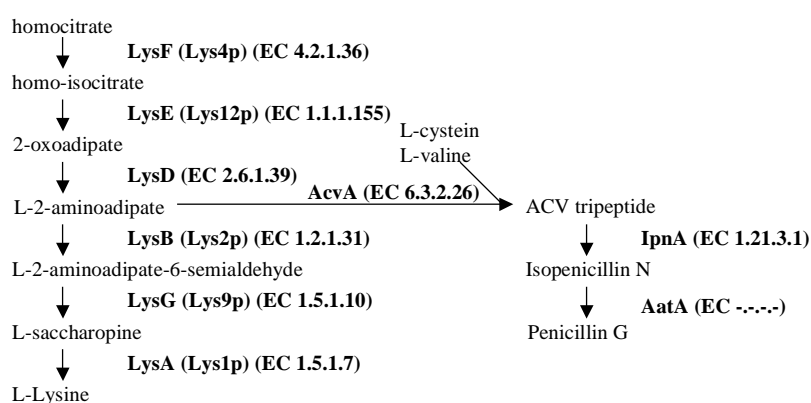 homocitrate
LysF (Lys4p) (EC 4.2.1.36)
homo-isocitrate
LysE (Lys12p) (EC 1.1.1.155)
L-cystein
2-oxoadipate
L-valine
LysD (EC 2.6.1.39)
AcvA (EC 6.3.2.26)
L-2-aminoadipate
ACV tripeptide
LysB (Lys2p) (EC 1.2.1.31)
IpnA (EC 1.21.3.1)
L-2-aminoadipate-6-semialdehyde
Isopenicillin N
LysG (Lys9p) (EC 1.5.1.10)
AatA (EC -.-.-.-)
L-saccharopine
Penicillin G
LysA (Lys1p) (EC 1.5.1.7)
L-Lysine